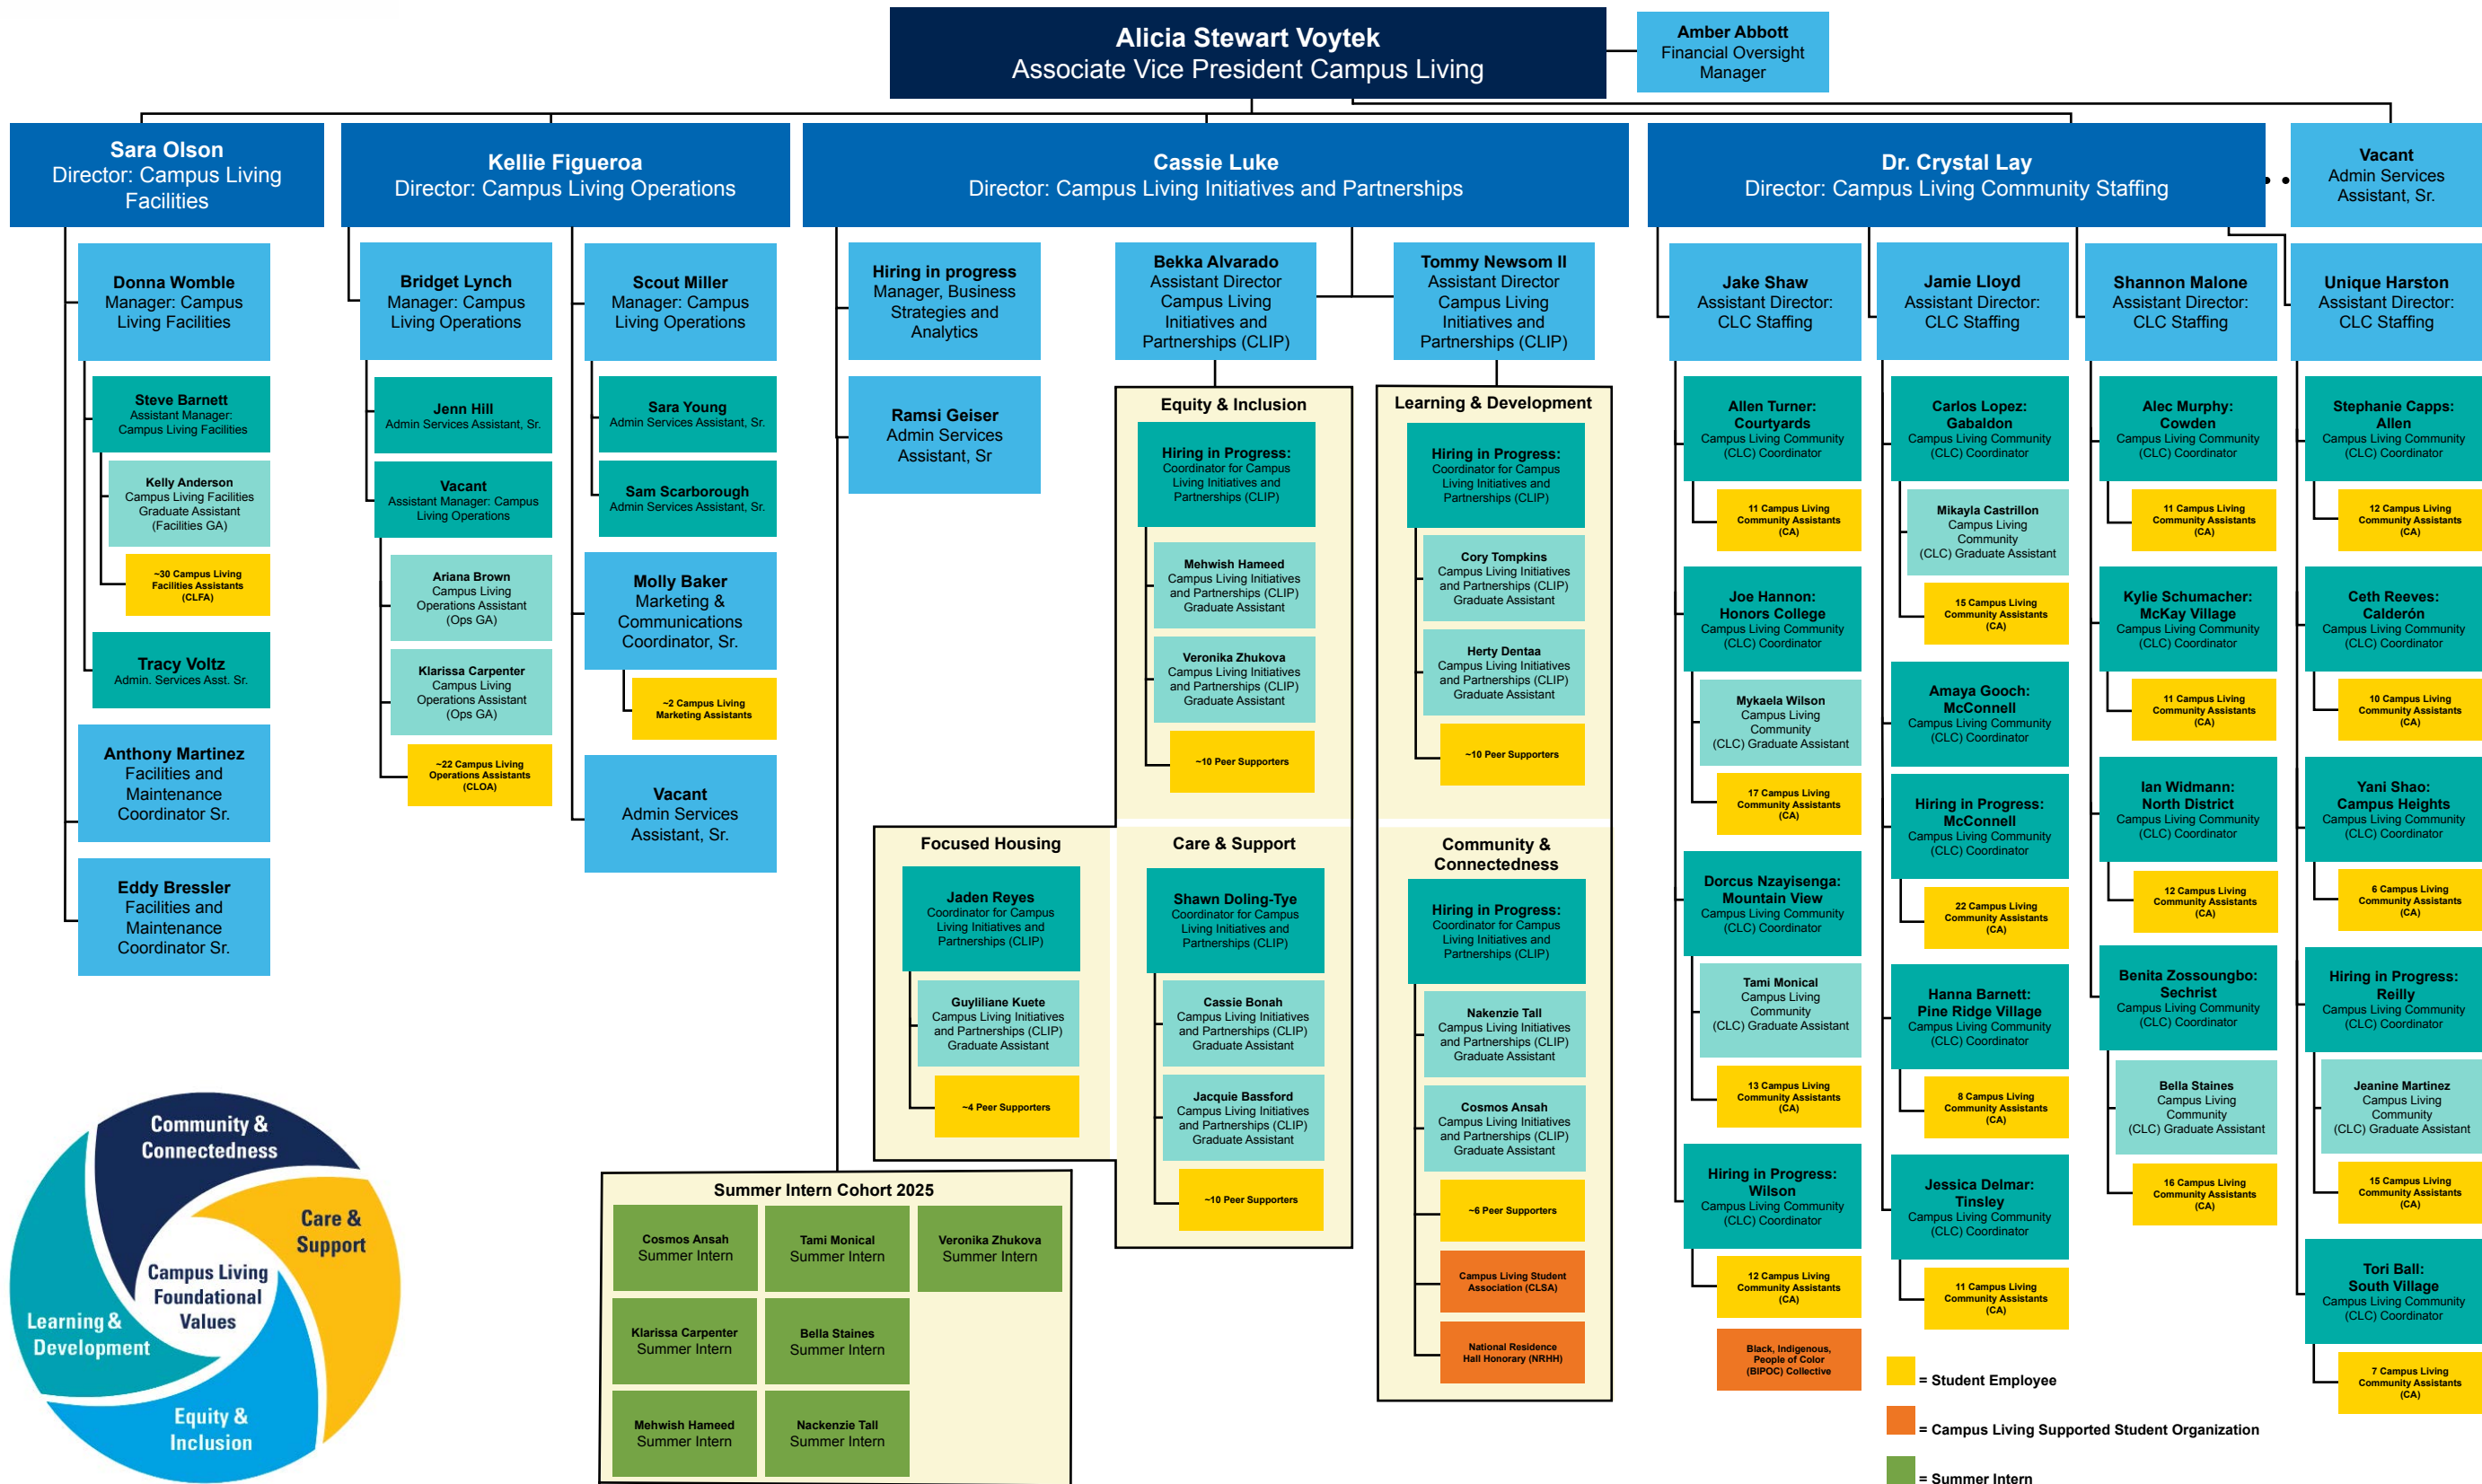 Alicia Stewart Voytek
Associate Vice President Campus Living
Amber Abbott
Financial Oversight
Manager
Sara Olson
Director: Campus Living
Facilities
Kellie Figueroa
Director: Campus Living Operations
Cassie Luke
Director: Campus Living Initiatives and Partnerships
Dr. Crystal Lay
Director: Campus Living Community Staffing
Vacant
Admin Services
Assistant, Sr.
Donna Womble
Manager: Campus
Living Facilities
Steve Barnett
Assistant Manager:
Campus Living Facilities
Kelly Anderson
Campus Living Facilities
Graduate Assistant
(Facilities GA)
~30 Campus Living
Facilities Assistants
(CLFA)
Tracy Voltz
Admin. Services Asst. Sr.
Anthony Martinez
Facilities and
Maintenance
Coordinator Sr.
Eddy Bressler
Facilities and
Maintenance
Coordinator Sr.
Bridget Lynch
Manager: Campus
Living Operations
Jenn Hill
Admin Services Assistant, Sr.
Vacant
Assistant Manager: Campus
Living Operations
Ariana Brown
Campus Living
Operations Assistant
(Ops GA)
Klarissa Carpenter
Campus Living
Operations Assistant
(Ops GA)
~22 Campus Living
Operations Assistants
(CLOA)
Scout Miller
Manager: Campus
Living Operations
Sara Young
Admin Services Assistant, Sr.
Sam Scarborough
Admin Services Assistant, Sr.
Molly Baker
Marketing &
Communications
Coordinator, Sr.
~2 Campus Living
Marketing Assistants
Vacant
Admin Services
Assistant, Sr.
Hiring in progress
Manager, Business
Strategies and
Analytics
Ramsi Geiser
Admin Services
Assistant, Sr
Bekka Alvarado
Assistant Director
Campus Living
Initiatives and
Partnerships (CLIP)
Tommy Newsom II
Assistant Director
Campus Living
Initiatives and
Partnerships (CLIP)
Equity & Inclusion
Hiring in Progress:
Coordinator for Campus
Living Initiatives and
Partnerships (CLIP)
Mehwish Hameed
Campus Living Initiatives
and Partnerships (CLIP)
Graduate Assistant
Veronika Zhukova
Campus Living Initiatives
and Partnerships (CLIP)
Graduate Assistant
~10 Peer Supporters
Learning & Development
Hiring in Progress:
Coordinator for Campus
Living Initiatives and
Partnerships (CLIP)
Cory Tompkins
Campus Living Initiatives
and Partnerships (CLIP)
Graduate Assistant
Herty Dentaa
Campus Living Initiatives
and Partnerships (CLIP)
Graduate Assistant
~10 Peer Supporters
Focused Housing
Jaden Reyes
Coordinator for Campus
Living Initiatives and
Partnerships (CLIP)
Guyliliane Kuete
Campus Living Initiatives
and Partnerships (CLIP)
Graduate Assistant
~4 Peer Supporters
Care & Support
Shawn Doling-Tye
Coordinator for Campus
Living Initiatives and
Partnerships (CLIP)
Cassie Bonah
Campus Living Initiatives
and Partnerships (CLIP)
Graduate Assistant
Jacquie Bassford
Campus Living Initiatives
and Partnerships (CLIP)
Graduate Assistant
~10 Peer Supporters
Community &
Connectedness
Hiring in Progress:
Coordinator for Campus
Living Initiatives and
Partnerships (CLIP)
Nakenzie Tall
Campus Living Initiatives
and Partnerships (CLIP)
Graduate Assistant
Cosmos Ansah
Campus Living Initiatives
and Partnerships (CLIP)
Graduate Assistant
~6 Peer Supporters
Campus Living Student
Association (CLSA)
National Residence
Hall Honorary (NRHH)
Summer Intern Cohort 2025
Cosmos Ansah
Summer Intern
Tami Monical
Summer Intern
Veronika Zhukova
Summer Intern
Klarissa Carpenter
Summer Intern
Bella Staines
Summer Intern
Mehwish Hameed
Summer Intern
Nackenzie Tall
Summer Intern
Jake Shaw
Assistant Director:
CLC Staffing
Allen Turner:
Courtyards
Campus Living Community
(CLC) Coordinator
11 Campus Living
Community Assistants
(CA)
Joe Hannon:
Honors College
Campus Living Community
(CLC) Coordinator
Mykaela Wilson
Campus Living
Community
(CLC) Graduate Assistant
17 Campus Living
Community Assistants
(CA)
Dorcus Nzayisenga:
Mountain View
Campus Living Community
(CLC) Coordinator
Tami Monical
Campus Living
Community
(CLC) Graduate Assistant
13 Campus Living
Community Assistants
(CA)
Hiring in Progress:
Wilson
Campus Living Community
(CLC) Coordinator
12 Campus Living
Community Assistants
(CA)
Black, Indigenous,
People of Color
(BIPOC) Collective
Jamie Lloyd
Assistant Director:
CLC Staffing
Carlos Lopez:
Gabaldon
Campus Living Community
(CLC) Coordinator
Mikayla Castrillon
Campus Living
Community
(CLC) Graduate Assistant
15 Campus Living
Community Assistants
(CA)
Amaya Gooch:
McConnell
Campus Living Community
(CLC) Coordinator
Hiring in Progress:
McConnell
Campus Living Community
(CLC) Coordinator
22 Campus Living
Community Assistants
(CA)
Hanna Barnett:
Pine Ridge Village
Campus Living Community
(CLC) Coordinator
8 Campus Living
Community Assistants
(CA)
Jessica Delmar:
Tinsley
Campus Living Community
(CLC) Coordinator
11 Campus Living
Community Assistants
(CA)
Shannon Malone
Assistant Director:
CLC Staffing
Alec Murphy:
Cowden
Campus Living Community
(CLC) Coordinator
11 Campus Living
Community Assistants
(CA)
Kylie Schumacher:
McKay Village
Campus Living Community
(CLC) Coordinator
11 Campus Living
Community Assistants
(CA)
Ian Widmann:
North District
Campus Living Community
(CLC) Coordinator
12 Campus Living
Community Assistants
(CA)
Benita Zossoungbo:
Sechrist
Campus Living Community
(CLC) Coordinator
Bella Staines
Campus Living
Community
(CLC) Graduate Assistant
16 Campus Living
Community Assistants
(CA)
Unique Harston
Assistant Director:
CLC Staffing
Stephanie Capps:
Allen
Campus Living Community
(CLC) Coordinator
12 Campus Living
Community Assistants
(CA)
Ceth Reeves:
Calderón
Campus Living Community
(CLC) Coordinator
10 Campus Living
Community Assistants
(CA)
Yani Shao:
Campus Heights
Campus Living Community
(CLC) Coordinator
6 Campus Living
Community Assistants
(CA)
Hiring in Progress:
Reilly
Campus Living Community
(CLC) Coordinator
Jeanine Martinez
Campus Living
Community
(CLC) Graduate Assistant
15 Campus Living
Community Assistants
(CA)
Tori Ball:
South Village
Campus Living Community
(CLC) Coordinator
7 Campus Living
Community Assistants
(CA)
= Student Employee
= Campus Living Supported Student Organization
= Summer Intern
Community &
Connectedness
Care &
Support
Campus Living
Foundational
Values
Learning &
Development
Equity &
Inclusion